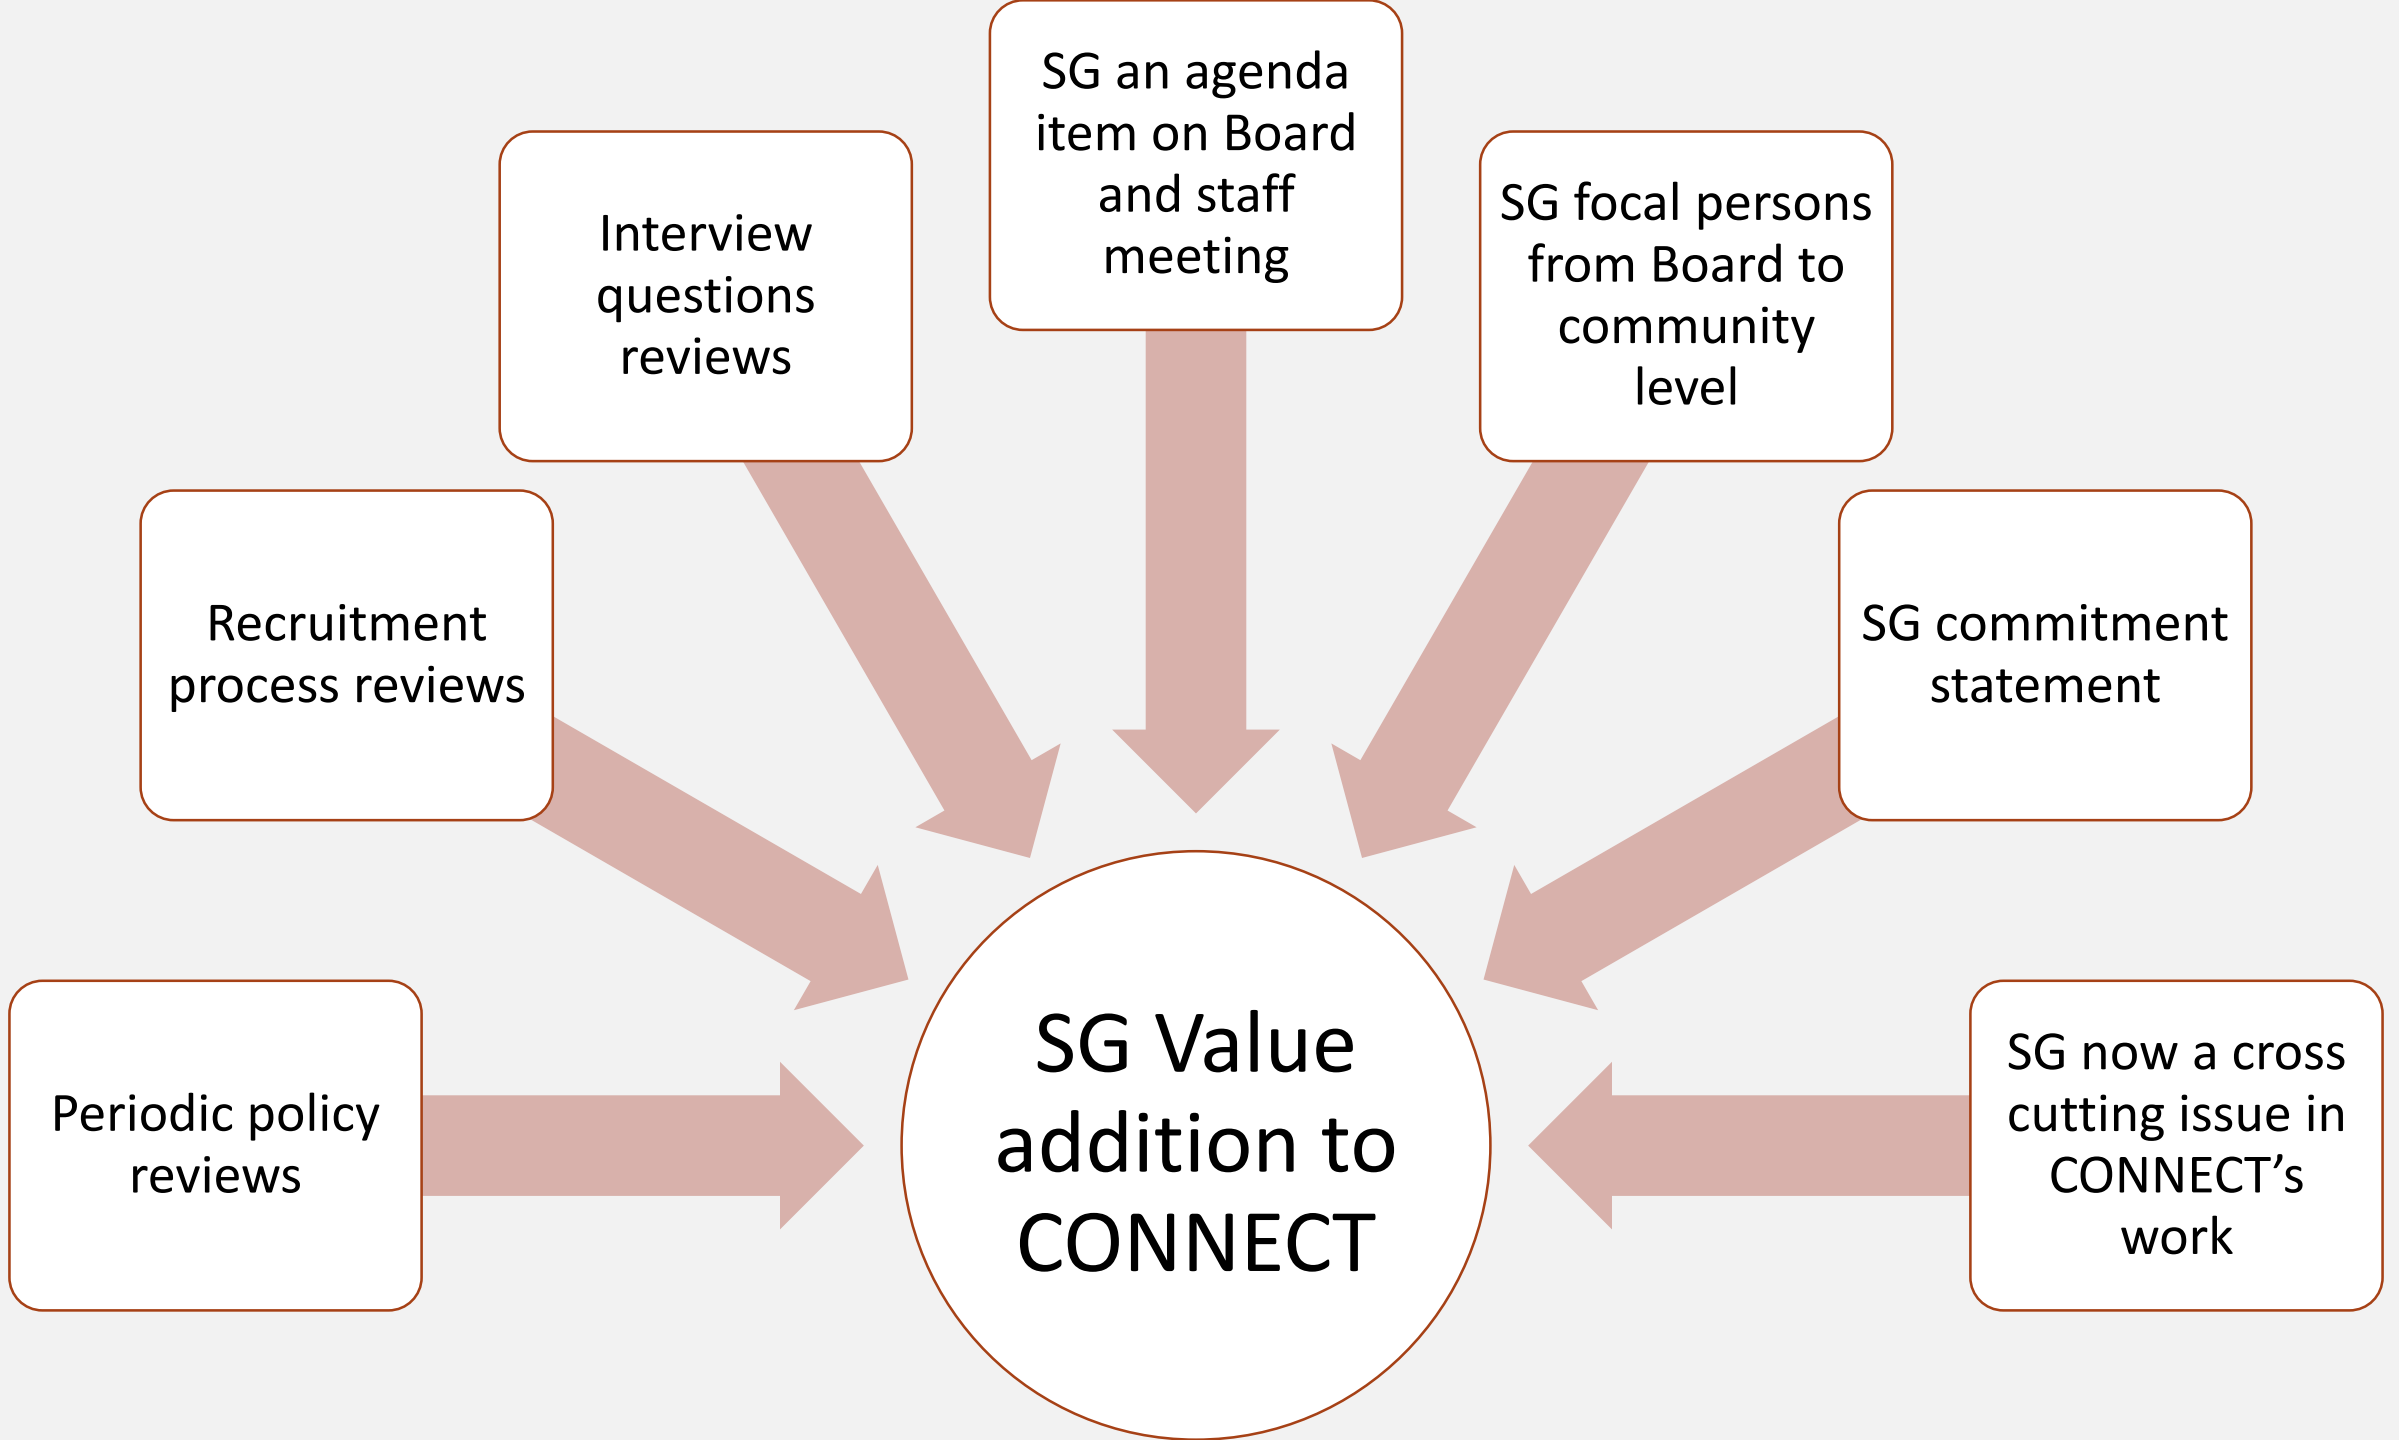 SG an agenda
item on Board
and staff
meeting
Interview
questions
reviews
SG focal persons
from Board to
community
level
Recruitment
process reviews
SG commitment
statement
Periodic policy
reviews
SG Value
addition to
CONNECT
SG now a cross
cutting issue in
CONNECT’s
work